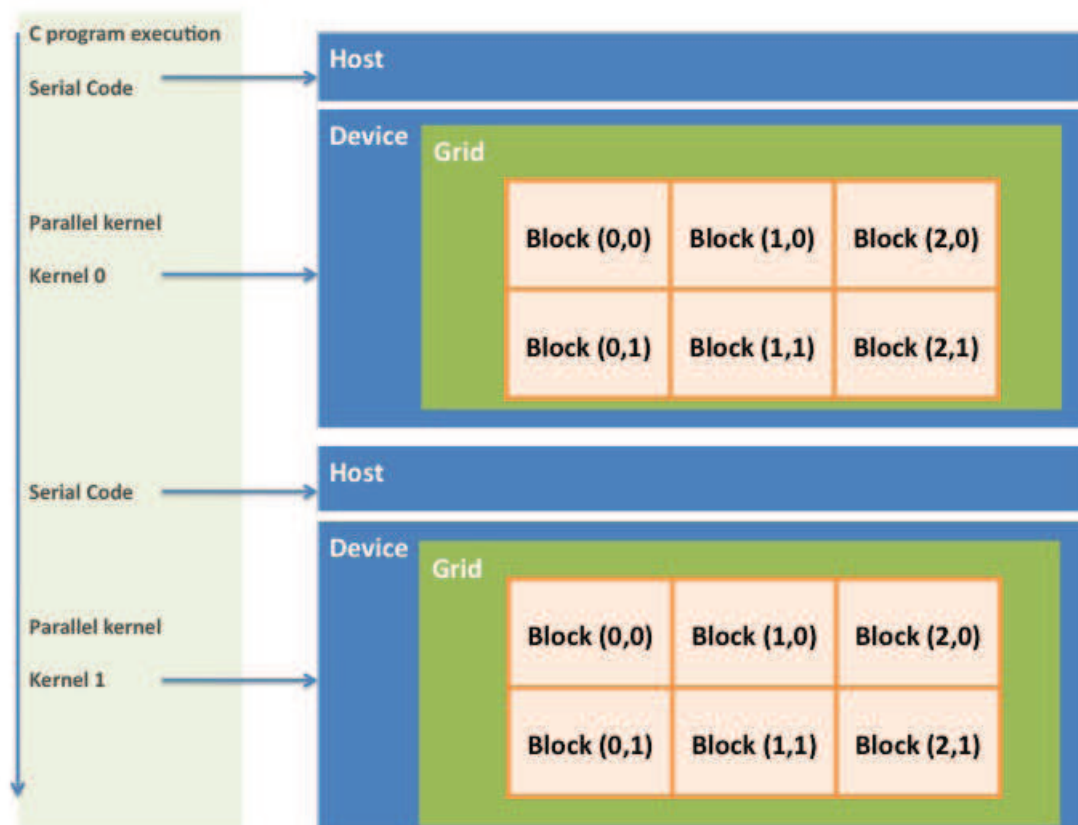 C program execution
Serial Code
Host
Device
Grid
Parallel kernel
Kernel 0
Block (0,0) Block (1,0) Block (2,0)
Block (0,1) Block (1,1) Block (2,1)
Serial Code
Host
Device
Grid
Parallel kernel
Kernel 1
Block (0,0) Block (1,0) Block (2,0)
Block (0,1) Block (1,1) Block (2,1)